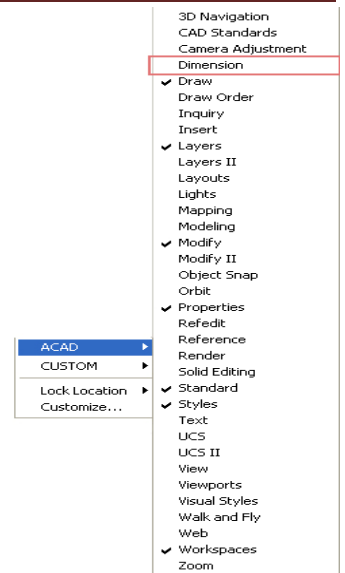 3D Navigation
CAD Standards
Camera Adjustment
Dimension
Draw
Draw Order
Inquiry
Insert
Layers
Layers II
Layouts
Lights
Mapping
Modeling
Modify
Modify II
Object Snap
Orbit
Properties
Refedit
Reference
Render
Solid Editing
Standard
Styles
Text
UCS
UCS II
View
Viewports
Visual Styles
Walk and Fly
Web
Workspaces
Zoom
ACAD
CUSTOM
Lock Location
Customize...